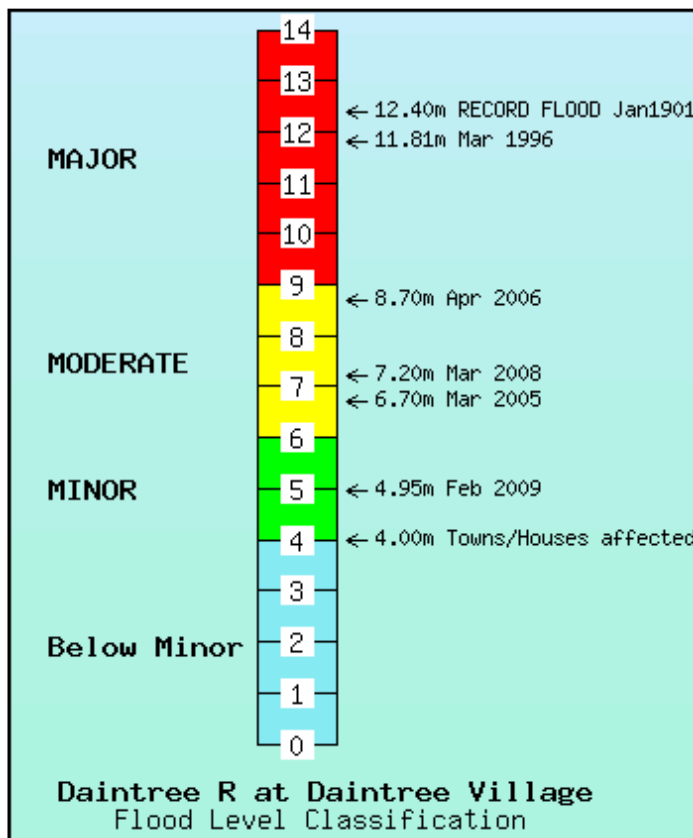 14
13
← 12.40m RECORD FLOOD Jan1901
12
← 11.81m Mar 1996
MAJOR
11
10
9
← 8.70m Apr 2006
8
MODERATE
← 7.20m Mar 2008
7
← 6.70m Mar 2005
6
MINOR
5
← 4.95m Feb 2009
4
← 4.00m Towns/Houses affected
3
Below Minor
2
1
0
Daintree R at Daintree Village
Flood Level Classification